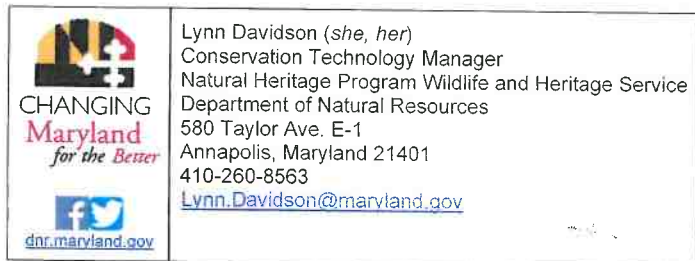 CHANGING
Maryland
for the Better
dnr.maryland.gov
Lynn Davidson (she, her)
Conservation Technology Manager
Natural Heritage Program Wildlife and Heritage Service
Department of Natural Resources
580 Taylor Ave. E-1
Annapolis, Maryland 21401
410-260-8563
Lynn.Davidson@maryland.gov